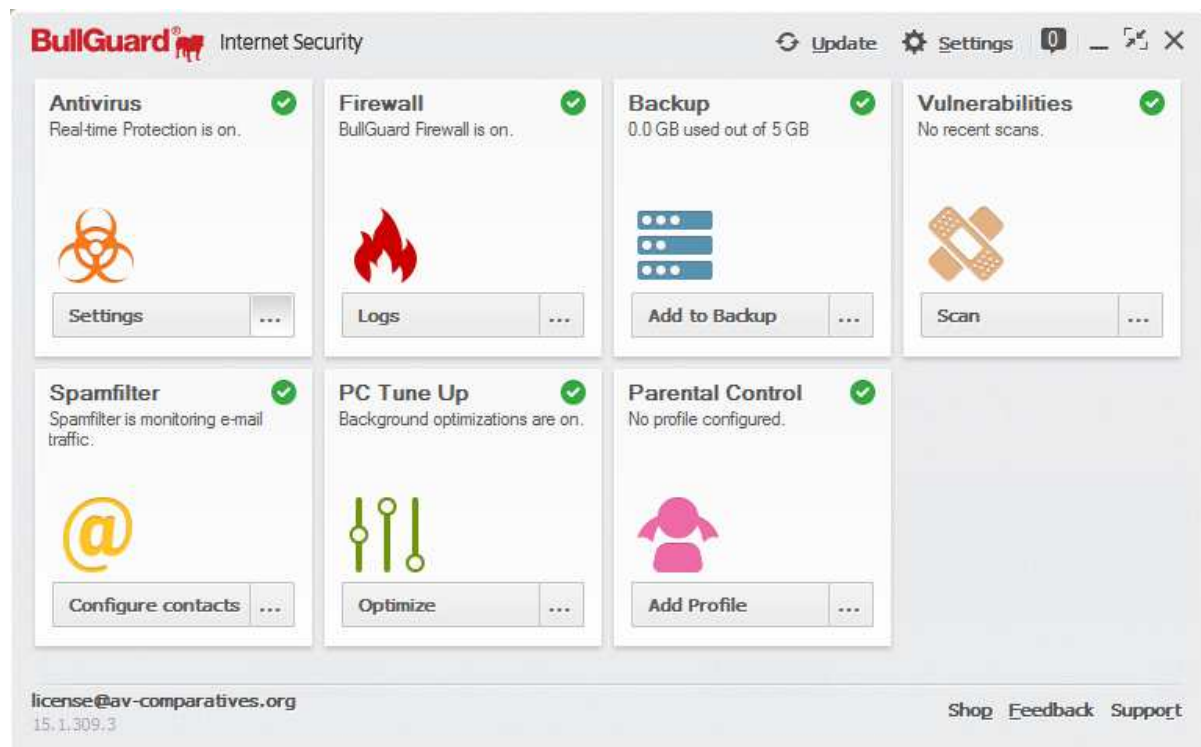 BullGuard® Internet Security
Update Settings 0
Antivirus
Real-time Protection is on.
Settings ...
Firewall
BullGuard Firewall is on.
Logs ...
Backup
0.0 GB used out of 5 GB
Add to Backup ...
Vulnerabilities
No recent scans.
Scan ...
Spamfilter
Spamfilter is monitoring e-mail
traffic.
Configure contacts ...
PC Tune Up
Background optimizations are on.
Optimize ...
Parental Control
No profile configured.
Add Profile ...
license@av-comparatives.org
15.1.309.3
Shop Feedback Support